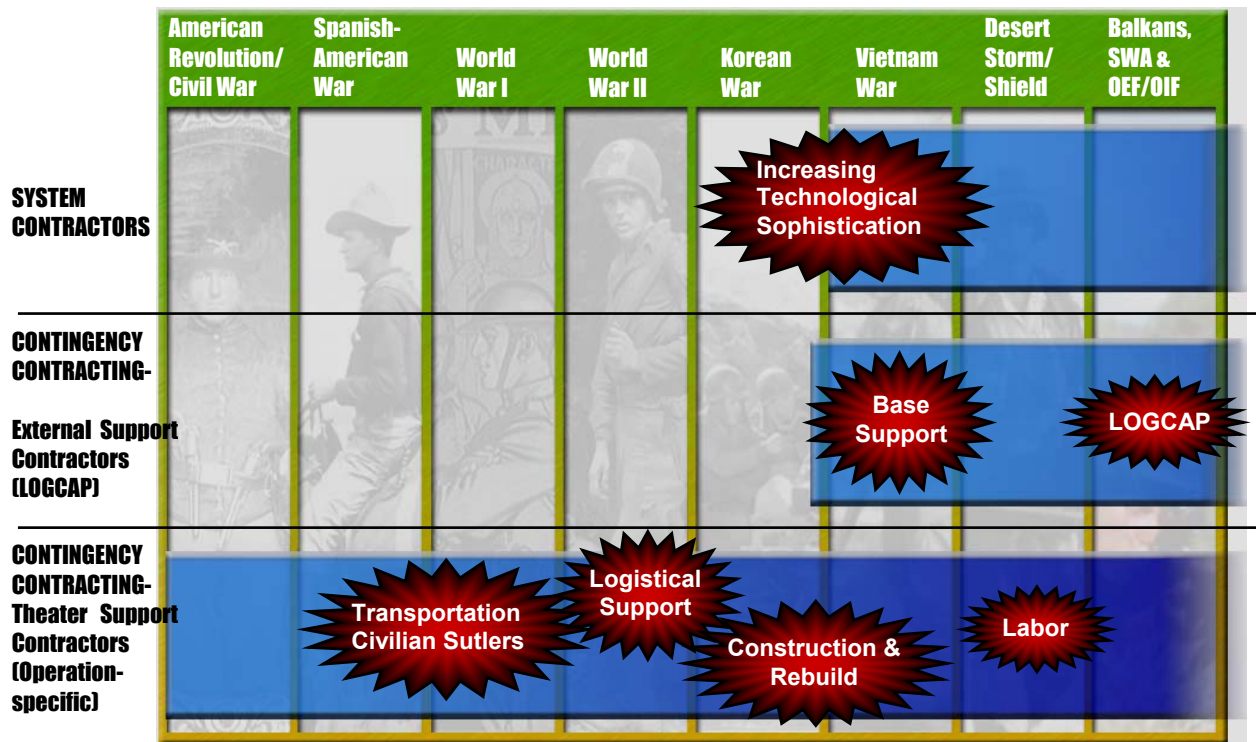 American
Revolution/
Civil War
Spanish-
American
War
World
War I
World
War II
Korean
War
Vietnam
War
Desert
Storm/
Shield
Balkans,
SWA &
OEF/OIF
SYSTEM
CONTRACTORS
Increasing
Technological
Sophistication
CONTINGENCY
CONTRACTING-
External Support
Contractors
(LOGCAP)
Base
Support
LOGCAP
CONTINGENCY
CONTRACTING-
Theater Support
Contractors
(Operation-
specific)
Transportation
Civilian Sutlers
Logistical
Support
Construction &
Rebuild
Labor